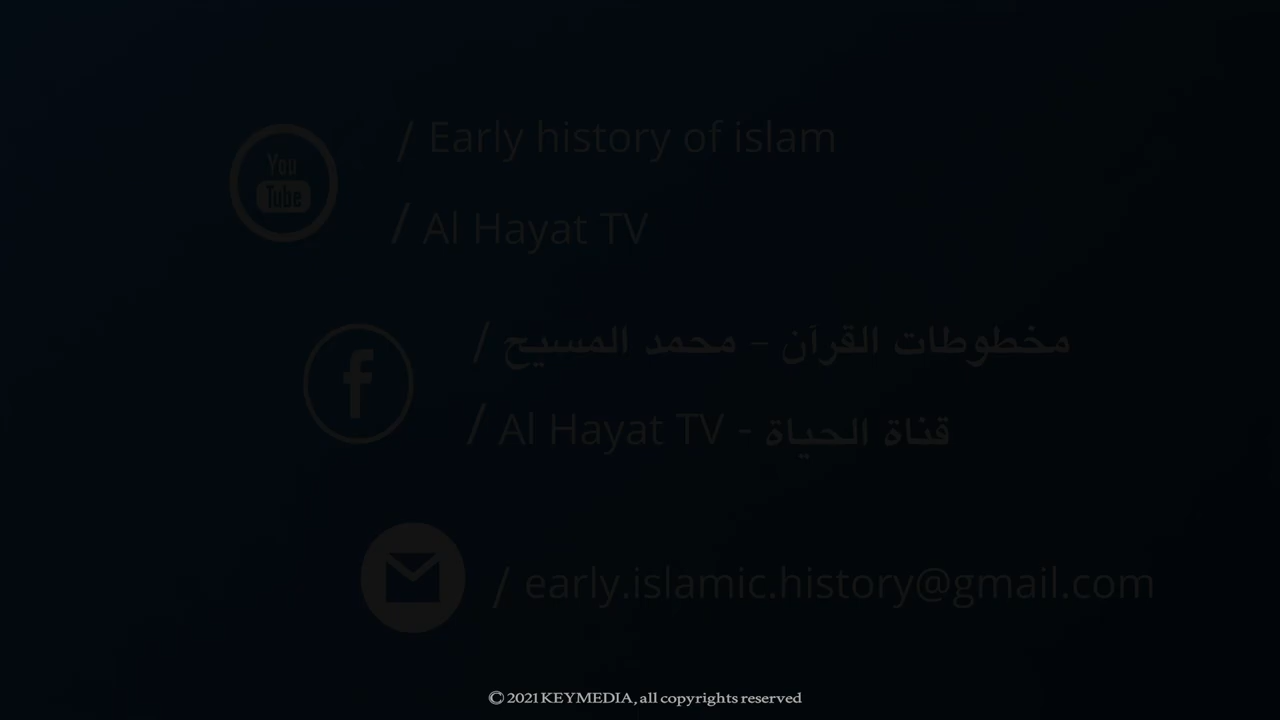 You
Tube
/ Early history of islam
/ Al Hayat TV
/ مخطوطات القرآن - محمد المسيح
/ Al Hayat TV - قناة الحياة
/ early.islamic.history@gmail.com
© 2021 KEYMEDIA, all copyrights reserved